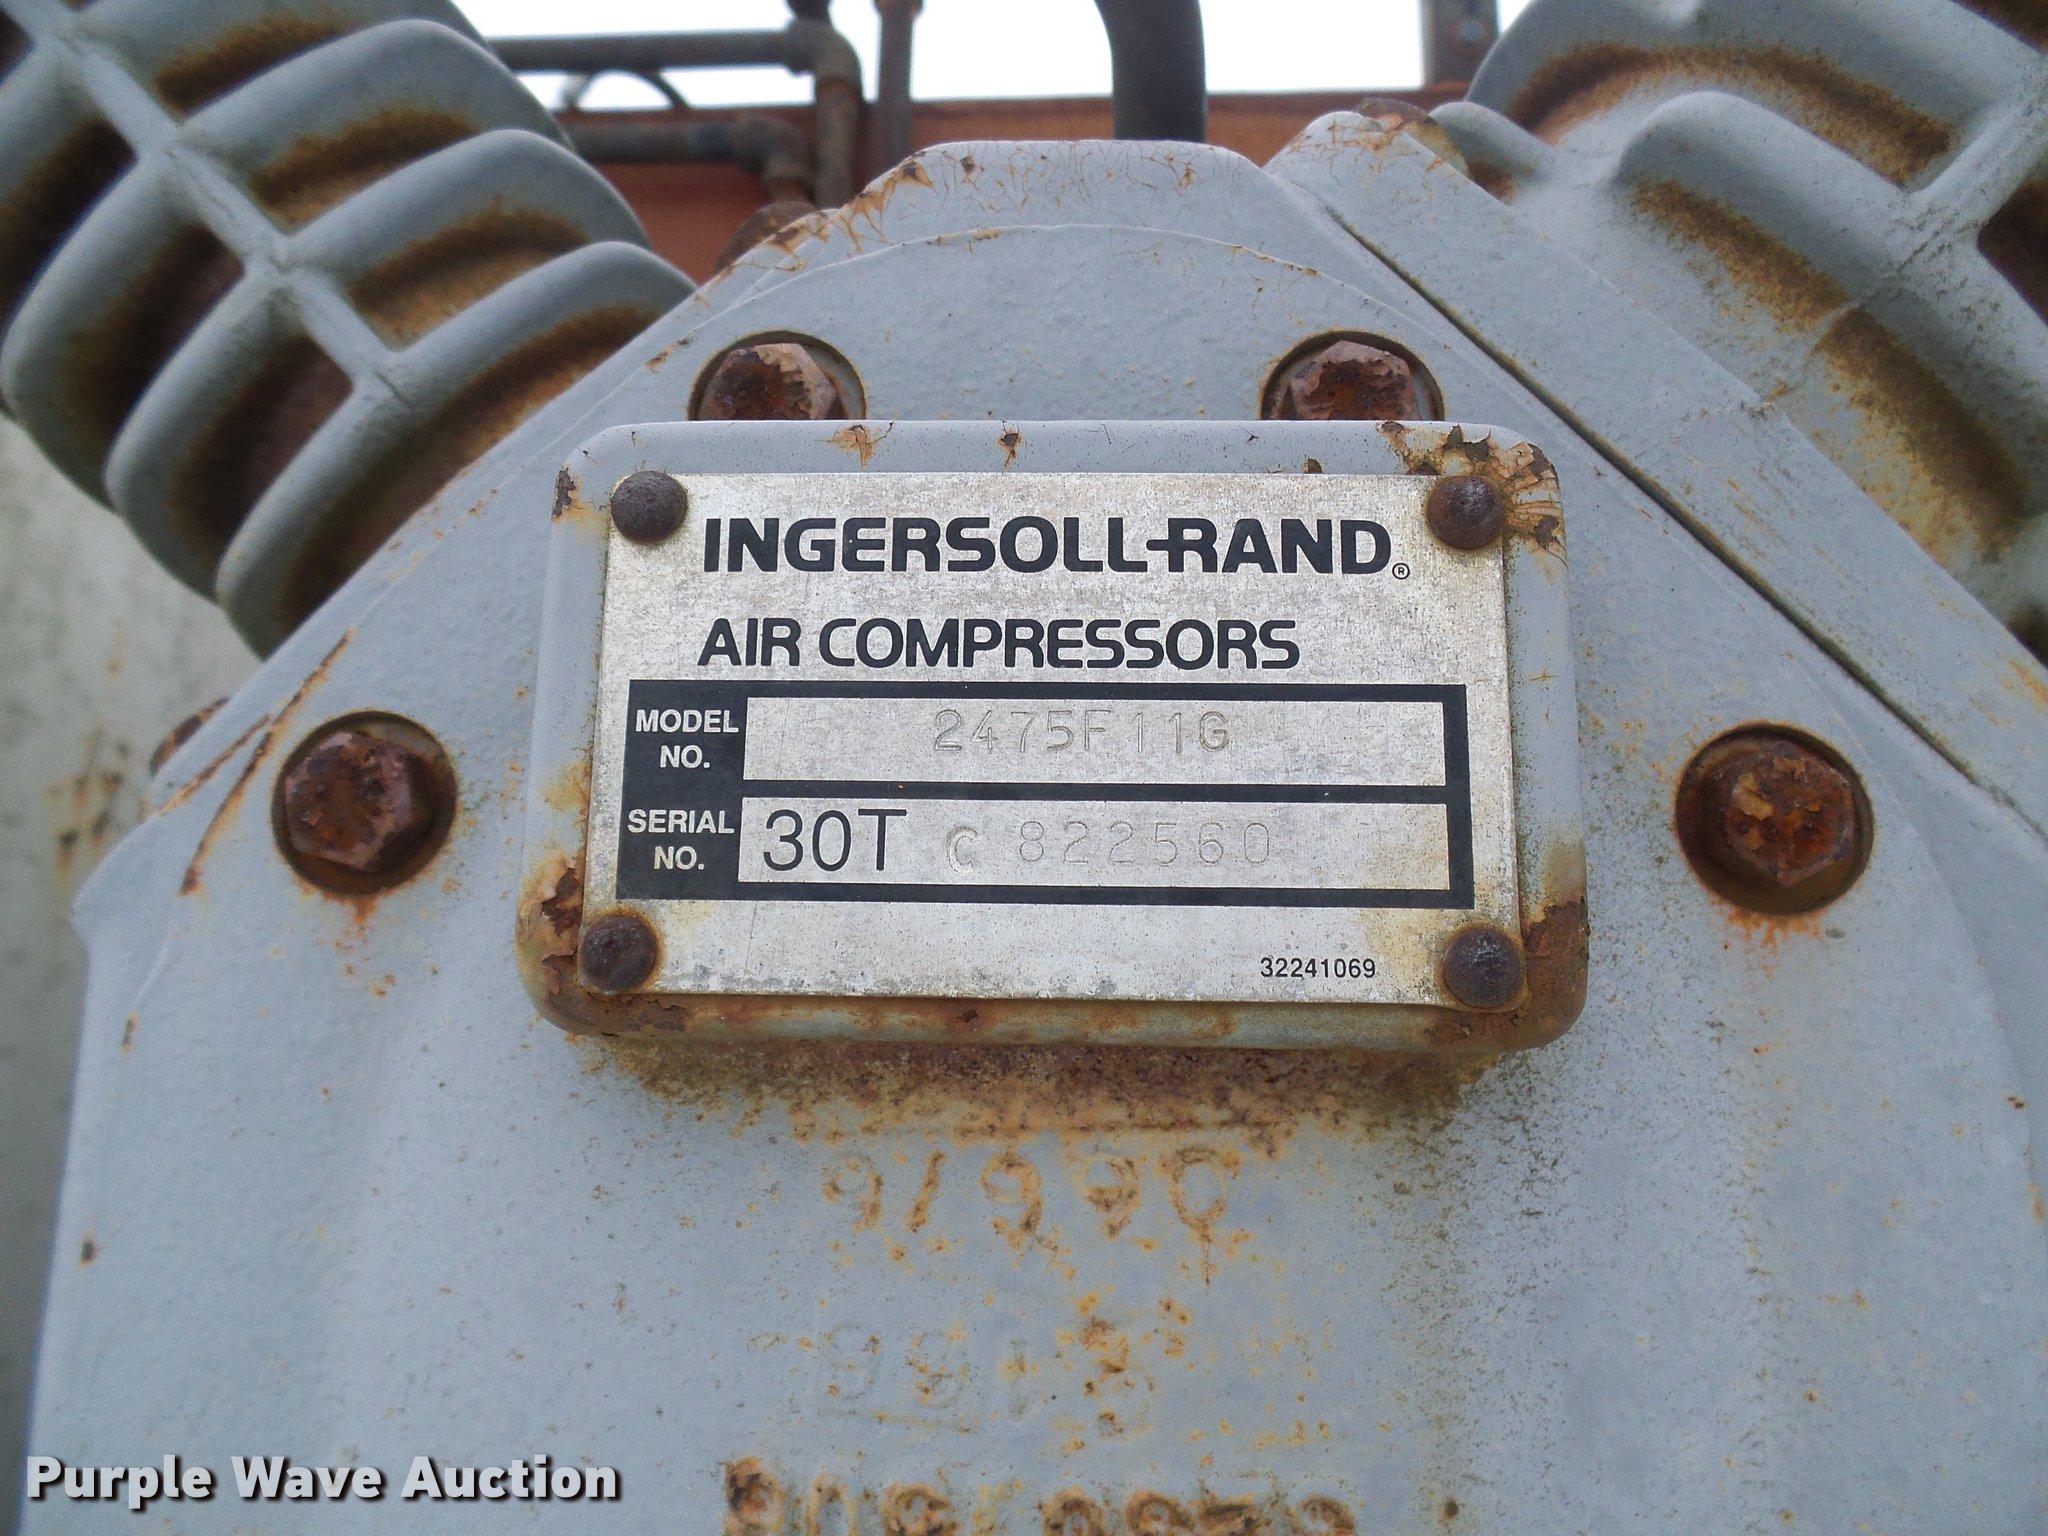 INGERSOLL-RAND®
AIR COMPRESSORS
MODEL NO. 2475F11G
SERIAL NO. 30T C 822560
32241069
Purple Wave Auction